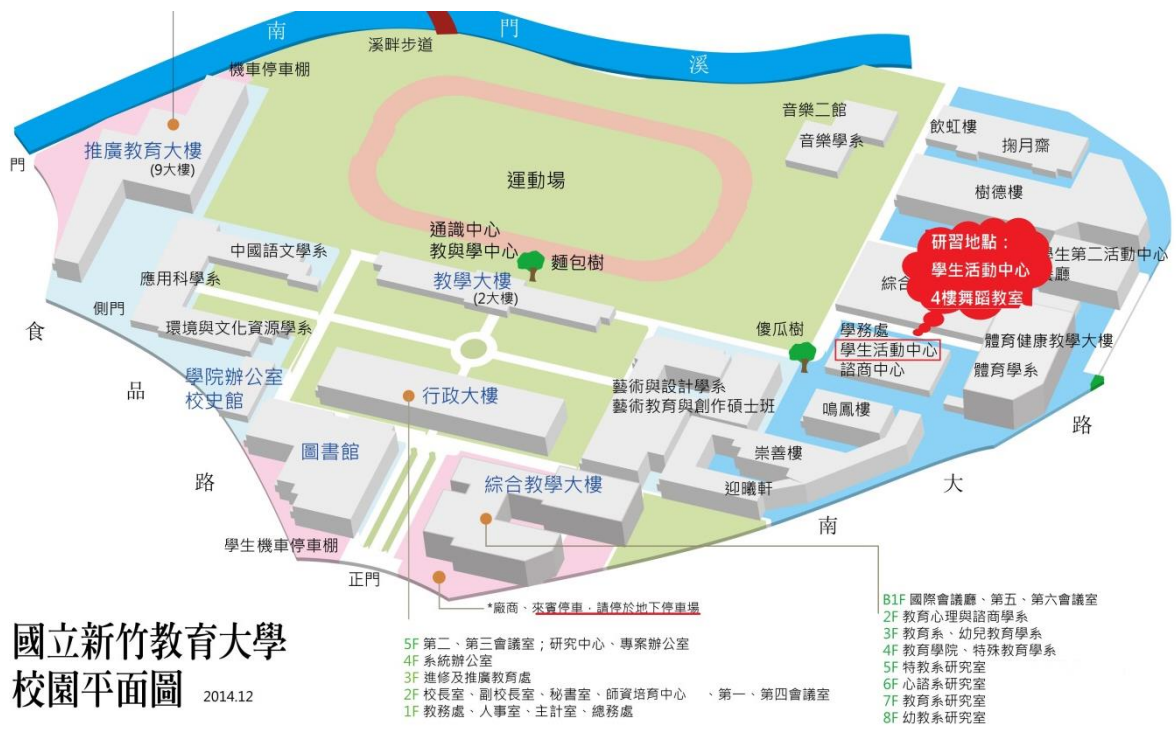 南門溪
溪畔步道
機車停車棚
門
推廣教育大樓
(9大樓)
音樂二館
音樂學系
飲虹樓
掬月齋
樹德樓
運動場
研習地點：
學生活動中心
4樓舞蹈教室
學生第二活動中心
餐廳
綜合
通識中心
教與學中心
麵包樹
教學大樓
(2大樓)
中國語文學系
應用科學系
側門
環境與文化資源學系
學院辦公室
校史館
行政大樓
傻瓜樹
學務處
學生活動中心
諮商中心
體育健康教學大樓
體育學系
藝術與設計學系
藝術教育與創作碩士班
鳴鳳樓
圖書館
崇善樓
迎曦軒
綜合教學大樓
食品路
南大路
學生機車停車棚
正門
*廠商、來賓停車，請停於地下停車場
5F 第二、第三會議室；研究中心、專案辦公室
4F 系統辦公室
3F 進修及推廣教育處
2F 校長室、副校長室、秘書室、師資培育中心 、第一、第四會議室
1F 教務處、人事室、主計室、總務處
B1F 國際會議廳、第五、第六會議室
2F 教育心理與諮商學系
3F 教育系、幼兒教育學系
4F 教育學院、特殊教育學系
5F 特教系研究室
6F 心諮系研究室
7F 教育系研究室
8F 幼教系研究室
國立新竹教育大學
校園平面圖 2014.12